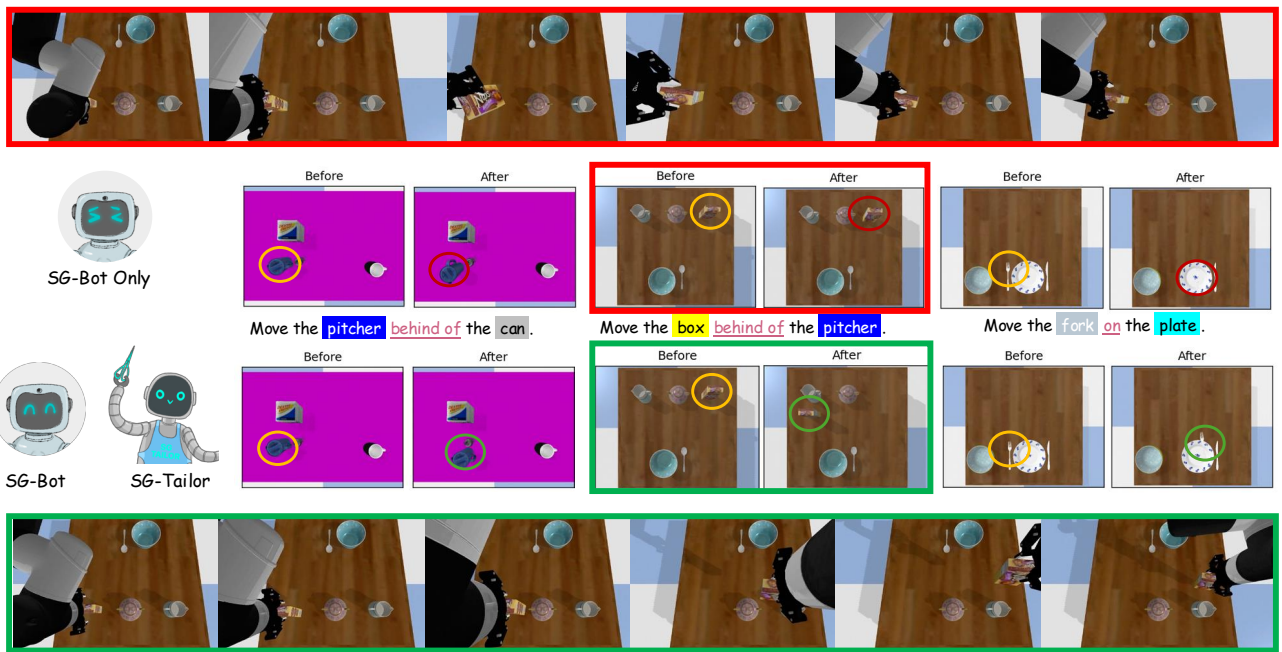 Before After Before After Before After
SG-Bot Only
Move the pitcher behind of the can.
Move the box behind of the pitcher.
Move the fork on the plate.
Before After Before After Before After
SG-Bot SG-Tailor